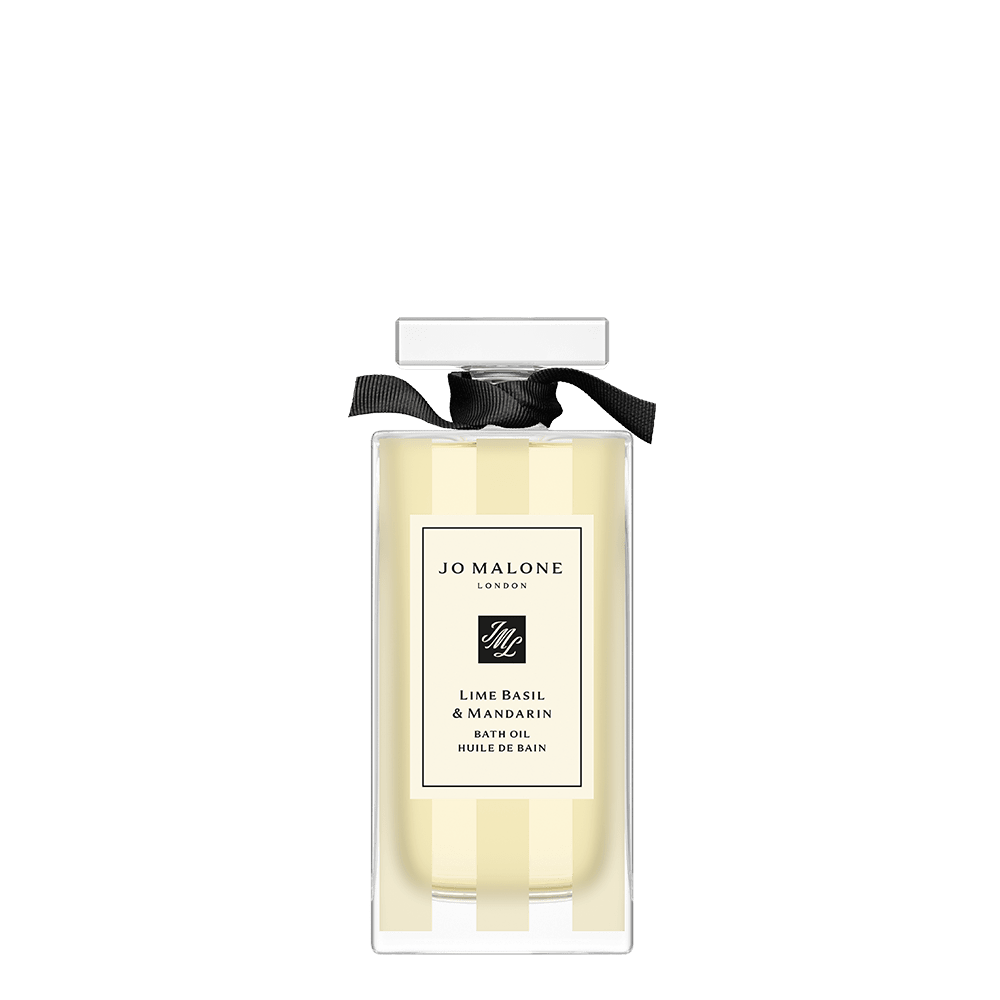 JO MALONE
LONDON
JML
LIME BASIL
& MANDARIN
BATH OIL
HUILE DE BAIN